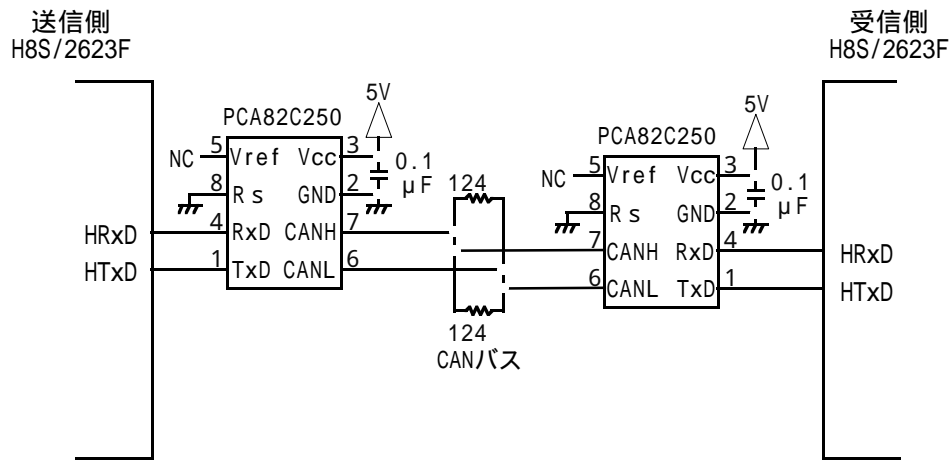 送信側
H8S/2623F
受信側
H8S/2623F
PCA82C250
5V
NC
5
Vref
Vcc
3
0.1
μF
8
Rs
GND
2
HRxD
4
RxD
CANH
7
HTxD
1
TxD
CANL
6
124
124
CANバス
PCA82C250
5V
NC
5
Vref
Vcc
3
0.1
μF
8
Rs
GND
2
7
CANH
RxD
4
HRxD
6
CANL
TxD
1
HTxD